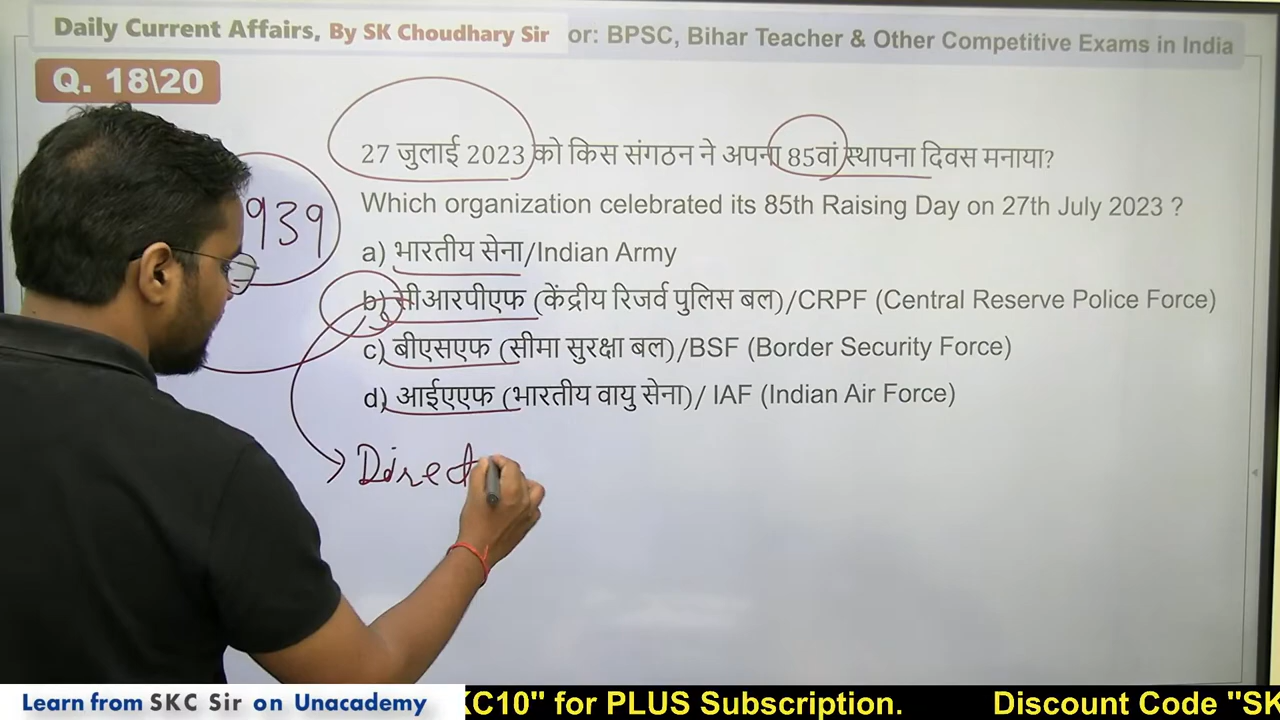 Daily Current Affairs, By SK Choudhary Sir or: BPSC, Bihar Teacher & Other Competitive Exams in India
Q. 18\20
27 जुलाई 2023 को किस संगठन ने अपना 85वां स्थापना दिवस मनाया?
939
Which organization celebrated its 85th Raising Day on 27th July 2023 ?
a) भारतीय सेना/Indian Army
b) सीआरपीएफ (केंद्रीय रिजर्व पुलिस बल)/CRPF (Central Reserve Police Force)
c) बीएसएफ (सीमा सुरक्षा बल)/BSF (Border Security Force)
d) आईएएफ (भारतीय वायु सेना)/ IAF (Indian Air Force)
Direct
Learn from SKC Sir on Unacademy
KC10" for PLUS Subscription. Discount Code "SK